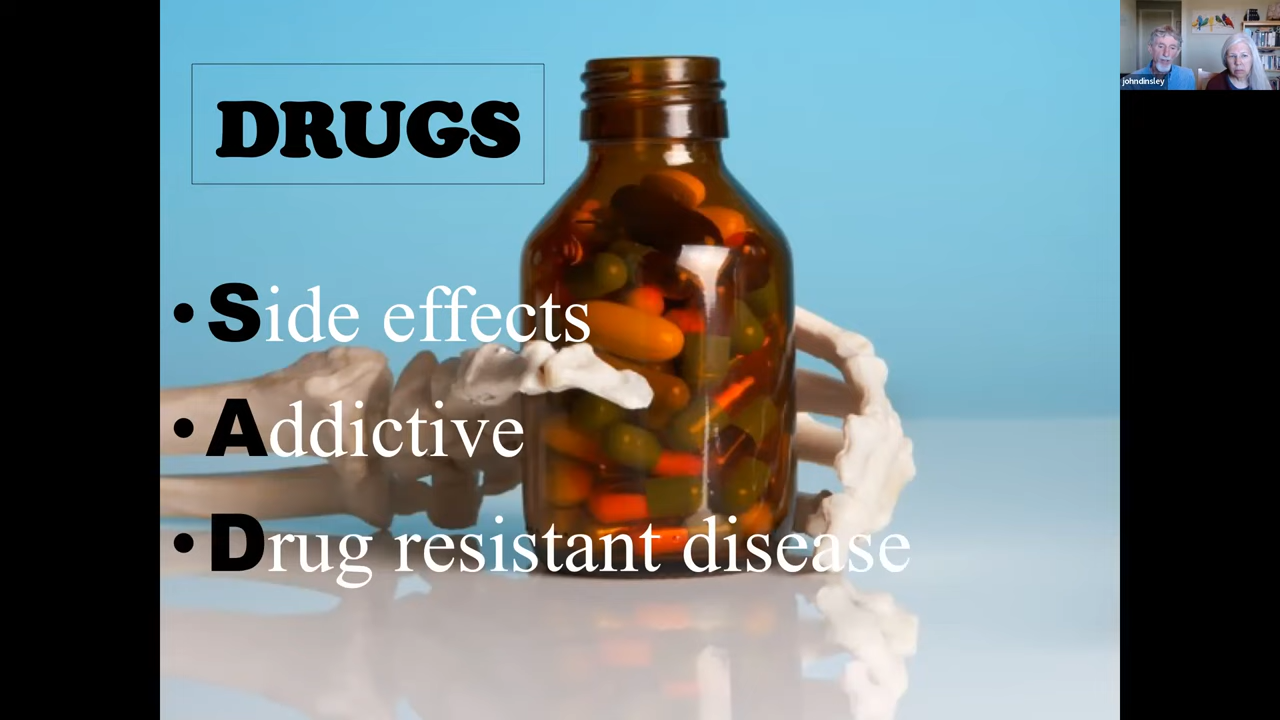 DRUGS
• Side effects
• Addictive
• Drug resistant disease
johndinsley